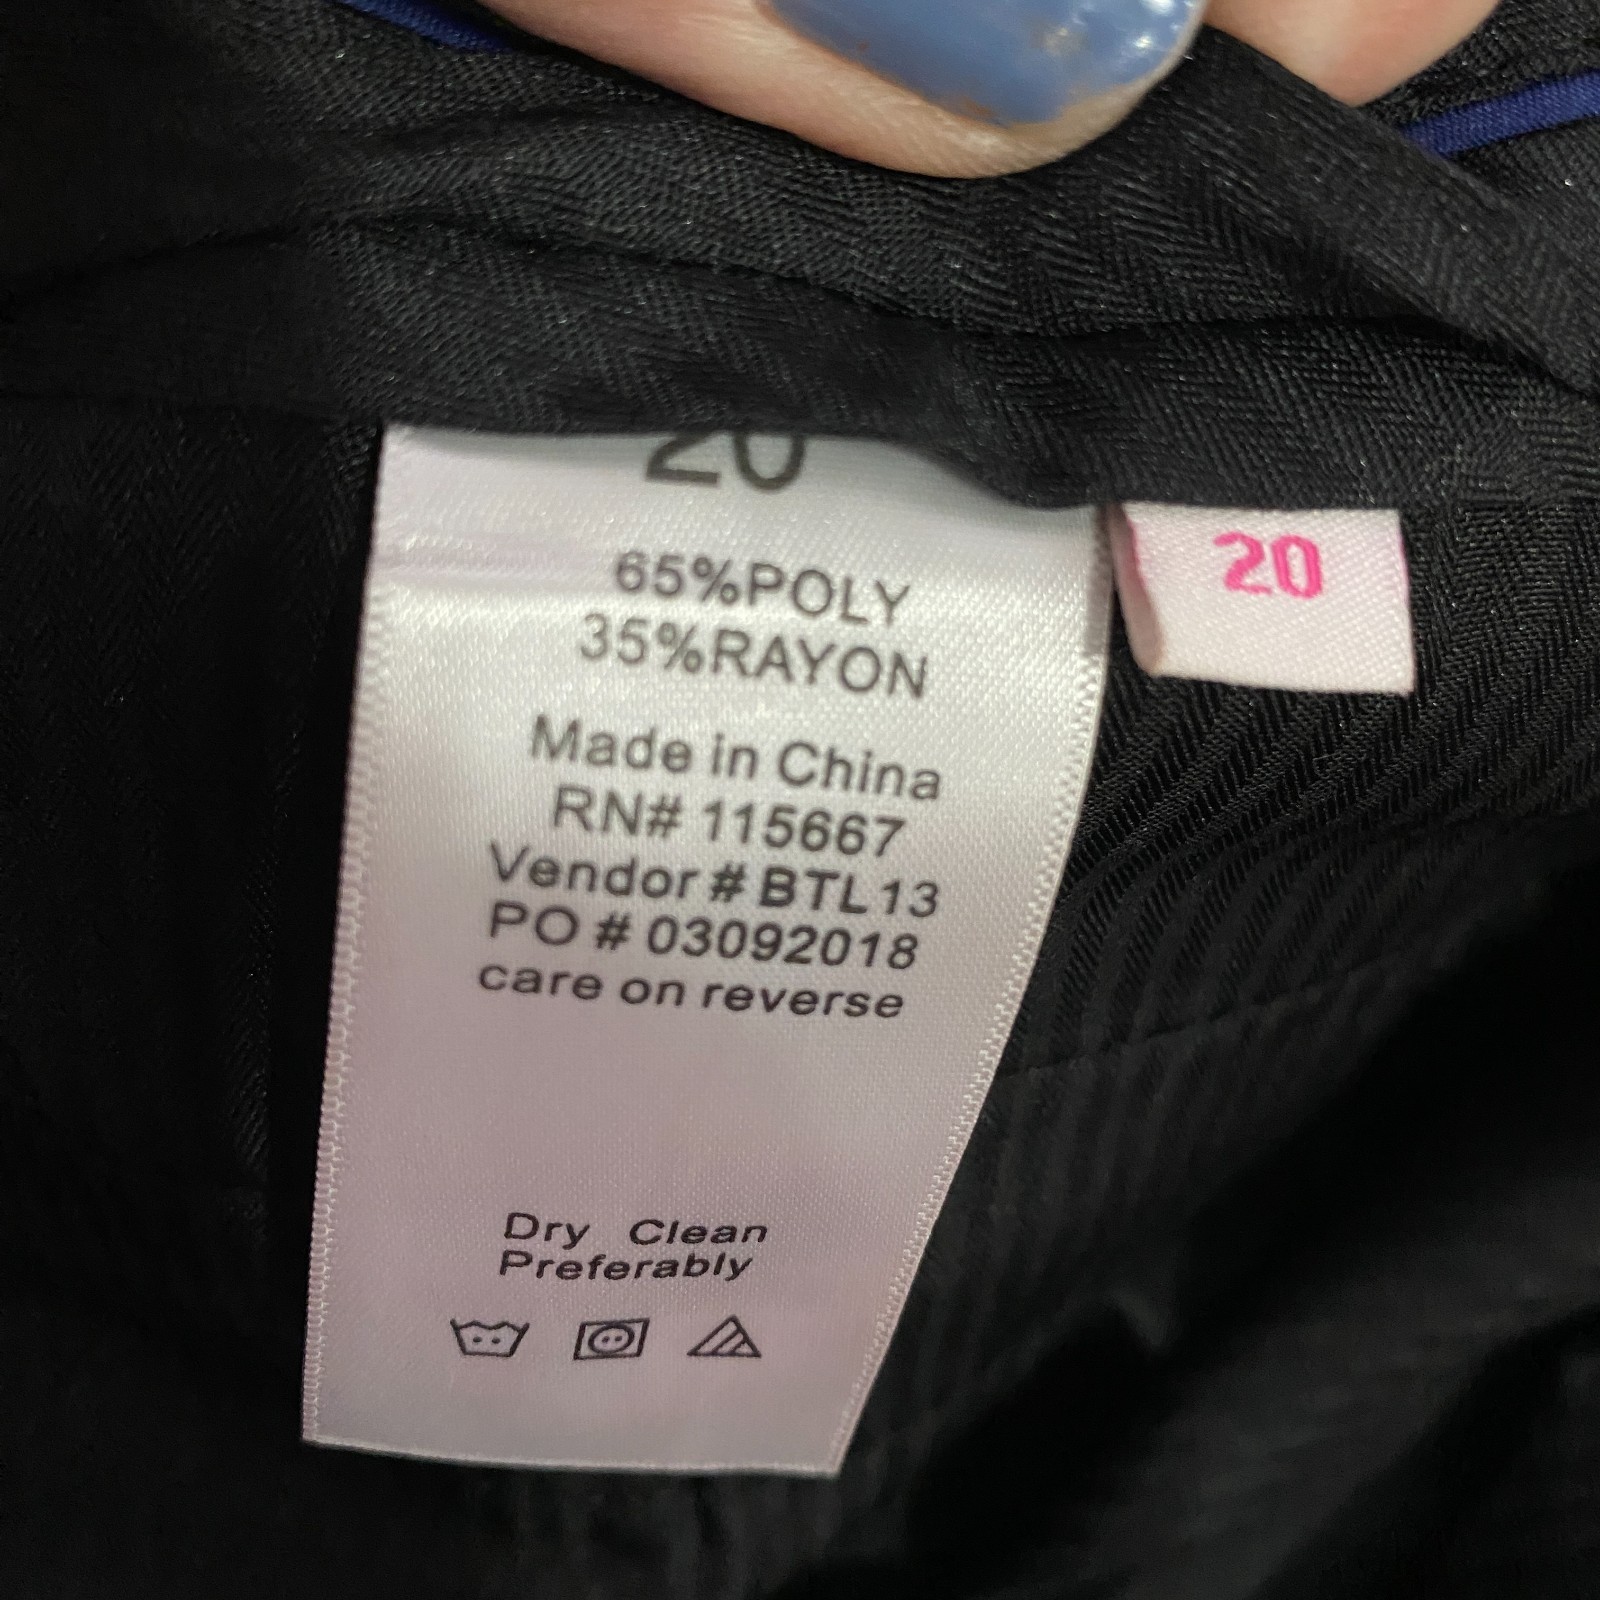 20
65%POLY
35%RAYON
Made in China
RN# 115667
Vendor # BTL13
PO # 03092018
care on reverse
Dry Clean
Preferably
20